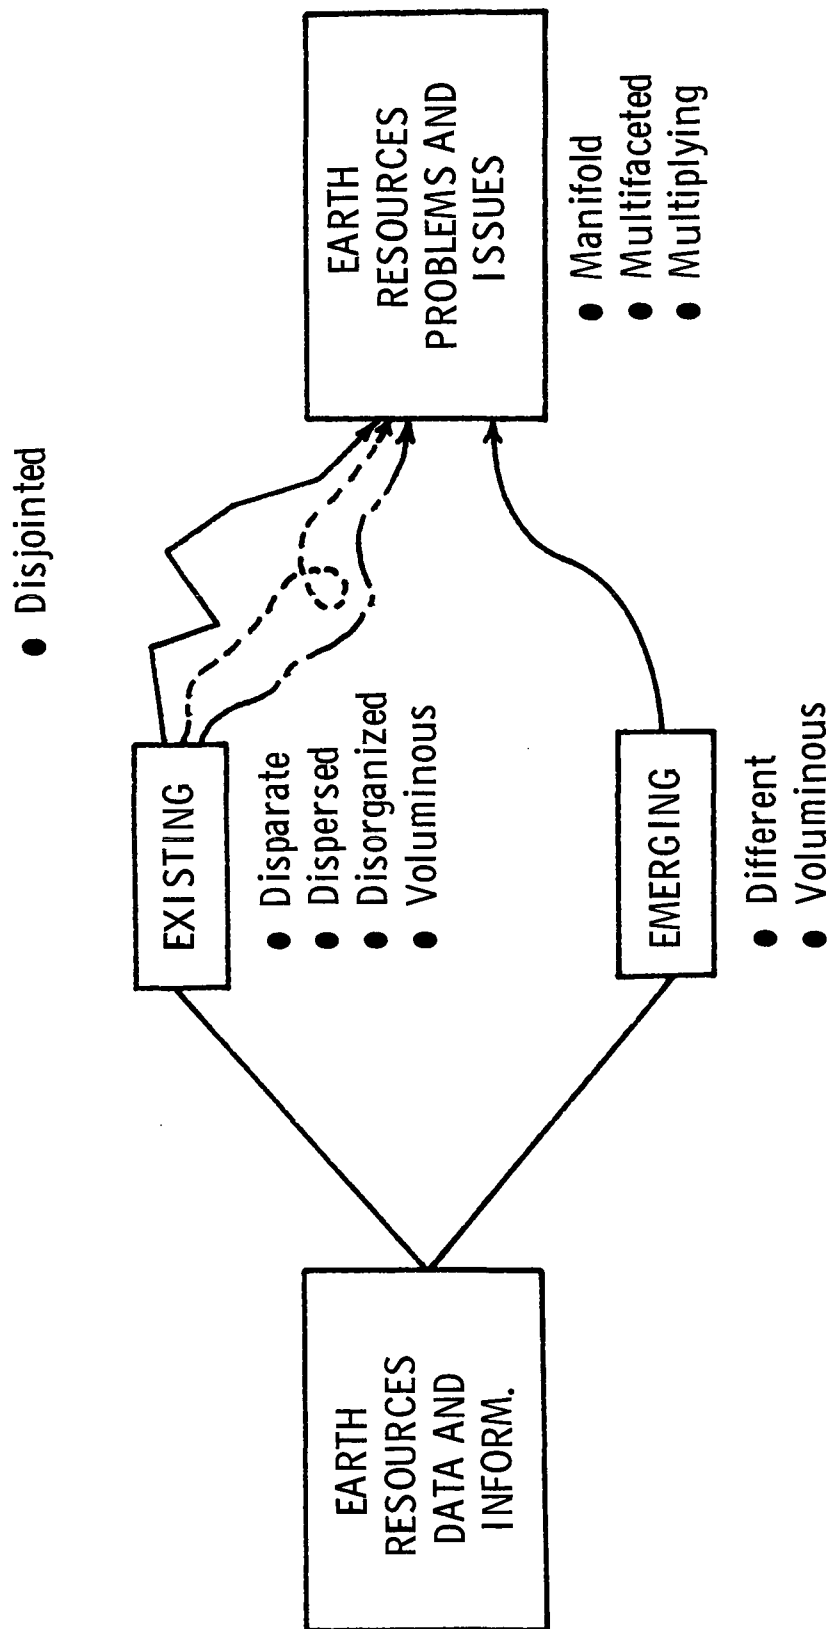 EARTH
RESOURCES
DATA AND
INFORM.
EXISTING
● Disparate
● Dispersed
● Disorganized
● Voluminous
EMERGING
● Different
● Voluminous
● Disjointed
EARTH
RESOURCES
PROBLEMS AND
ISSUES
● Manifold
● Multifaceted
● Multiplying